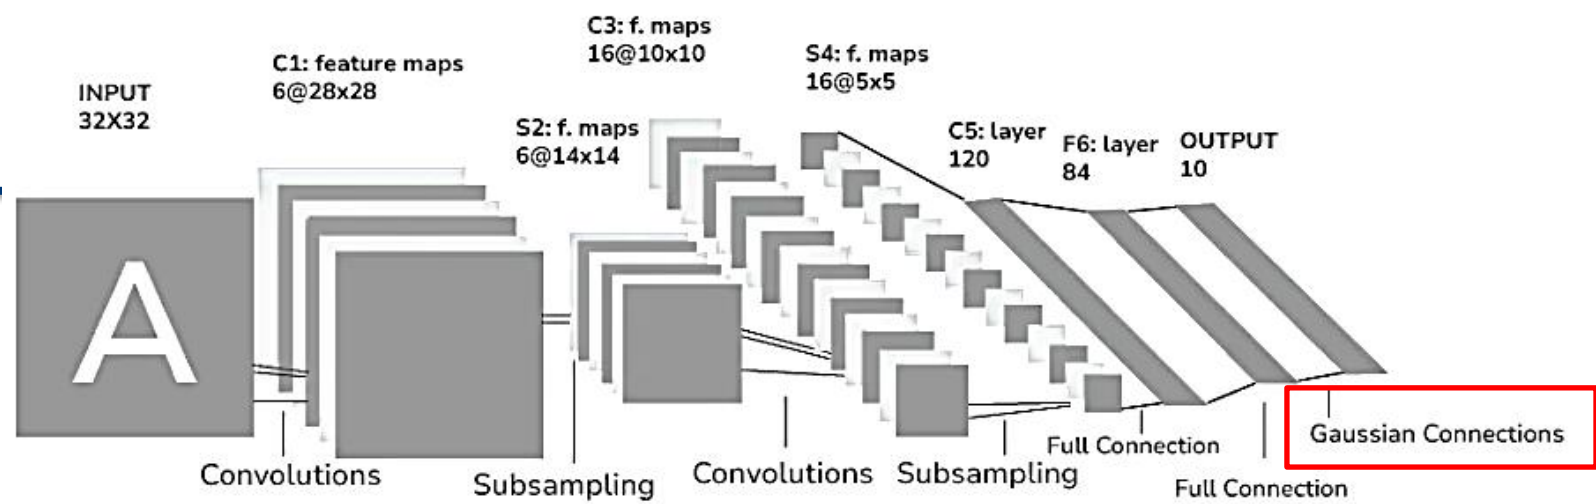 INPUT
32X32
C1: feature maps
6@28x28
S2: f. maps
6@14x14
C3: f. maps
16@10x10
S4: f. maps
16@5x5
C5: layer
120
F6: layer
84
OUTPUT
10
A
Convolutions
Subsampling
Convolutions
Subsampling
Full Connection
Full Connection
Gaussian Connections